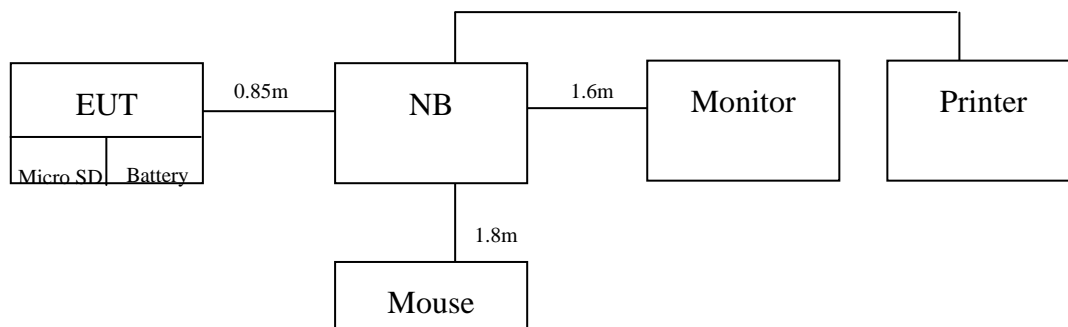 EUT
0.85m
NB
1.6m
Monitor
Printer
Micro SD
Battery
1.8m
Mouse